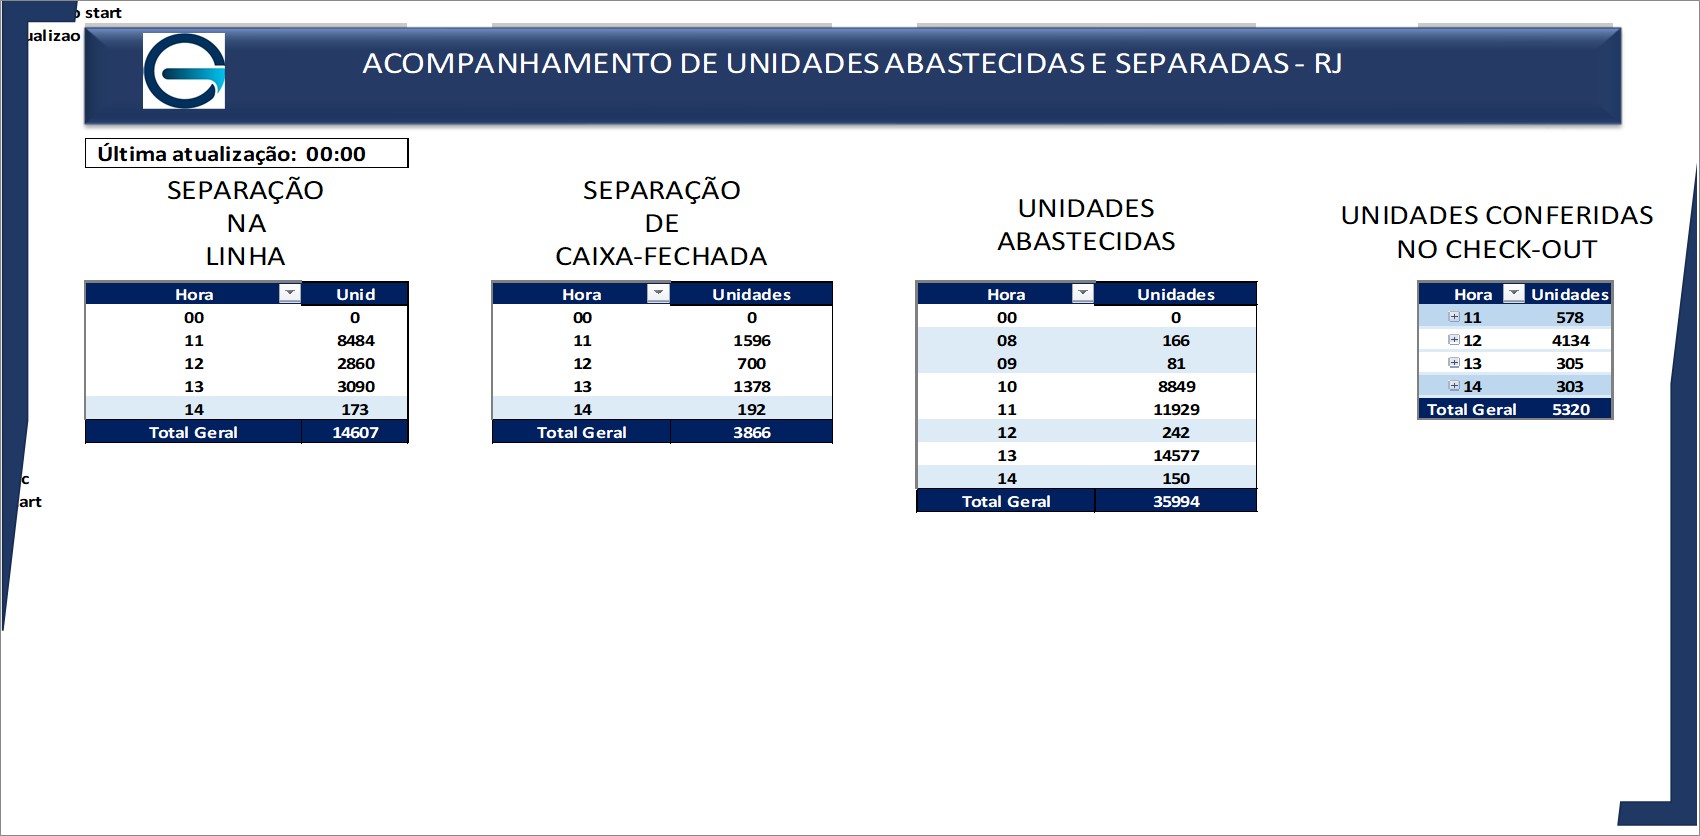 start
ualizao
ACOMPANHAMENTO DE UNIDADES ABASTECIDAS E SEPARADAS - RJ
Última atualização: 00:00
SEPARAÇÃO
NA
LINHA
Hora Unid
00 0
11 8484
12 2860
13 3090
14 173
Total Geral 14607
SEPARAÇÃO
DE
CAIXA-FECHADA
Hora Unidades
00 0
11 1596
12 700
13 1378
14 192
Total Geral 3866
UNIDADES
ABASTECIDAS
Hora Unidades
00 0
08 166
09 81
10 8849
11 11929
12 242
13 14577
14 150
Total Geral 35994
UNIDADES CONFERIDAS
NO CHECK-OUT
Hora Unidades
11 578
12 4134
13 305
14 303
Total Geral 5320
c
art